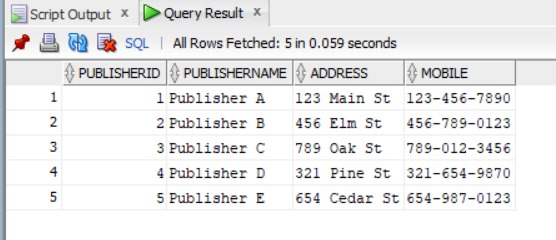 Script Output x Query Result x
SQL | All Rows Fetched: 5 in 0.059 seconds
PUBLISHERID PUBLISHERNAME ADDRESS MOBILE
1 1 Publisher A 123 Main St 123-456-7890
2 2 Publisher B 456 Elm St 456-789-0123
3 3 Publisher C 789 Oak St 789-012-3456
4 4 Publisher D 321 Pine St 321-654-9870
5 5 Publisher E 654 Cedar St 654-987-0123